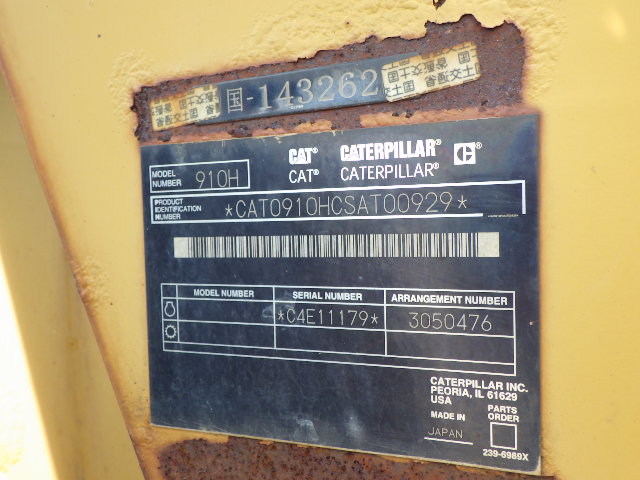 国-143262
CAT® CATERPILLAR® C
CAT® CATERPILLAR®
MODEL NUMBER 910H
PRODUCT IDENTIFICATION NUMBER *CAT0910HCSAT00929*
MODEL NUMBER SERIAL NUMBER ARRANGEMENT NUMBER
*C4E11179* 3050476
CATERPILLAR INC.
PEORIA, IL 61629
USA
MADE IN JAPAN
PARTS ORDER
239-6989X